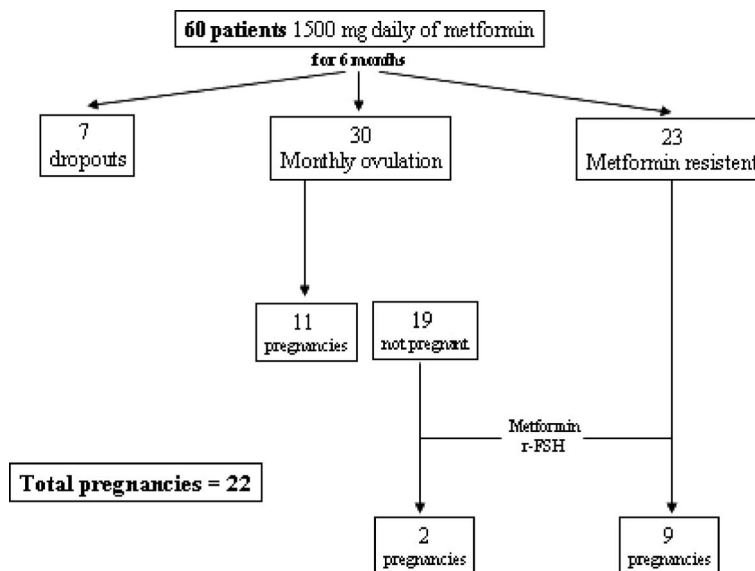 60 patients 1500 mg daily of metformin
for 6 months
7
dropouts
30
Monthly ovulation
23
Metformin resistent
11
pregnancies
19
not pregnant
Metformin
r-FSH
Total pregnancies = 22
2
pregnancies
9
pregnancies